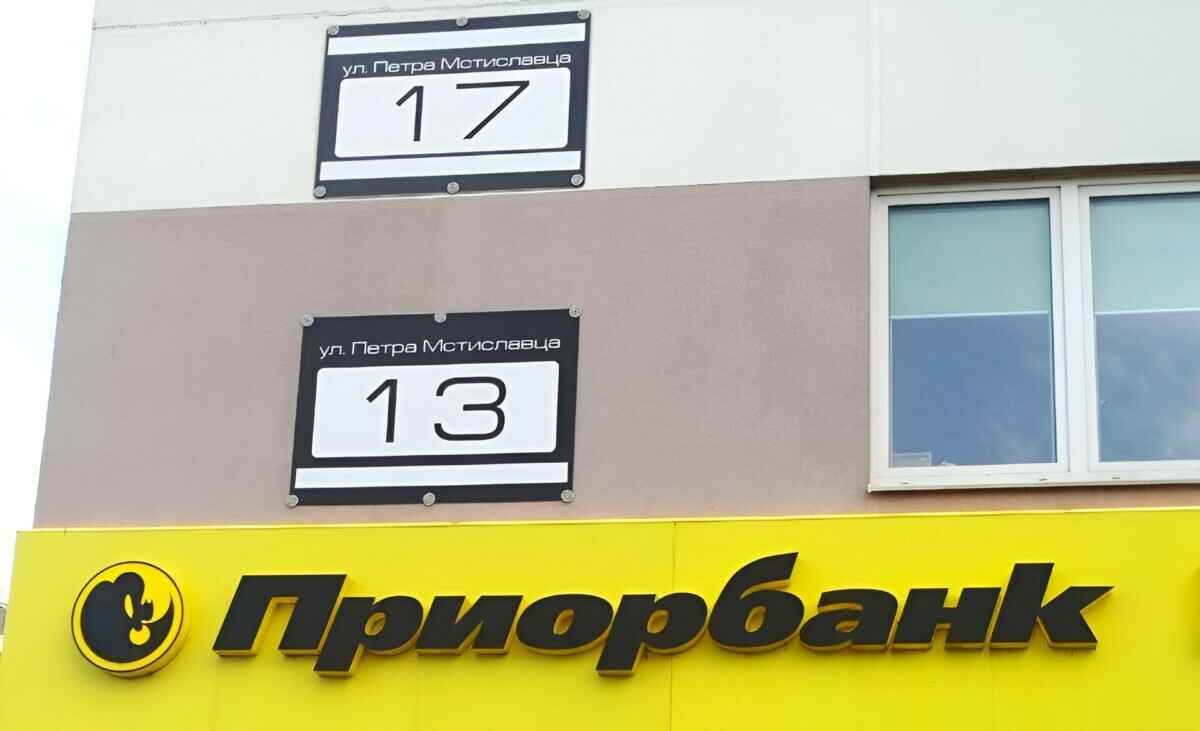 ул. Петра Мстиславца
17
ул. Петра Мстиславца
13
Приорбанк